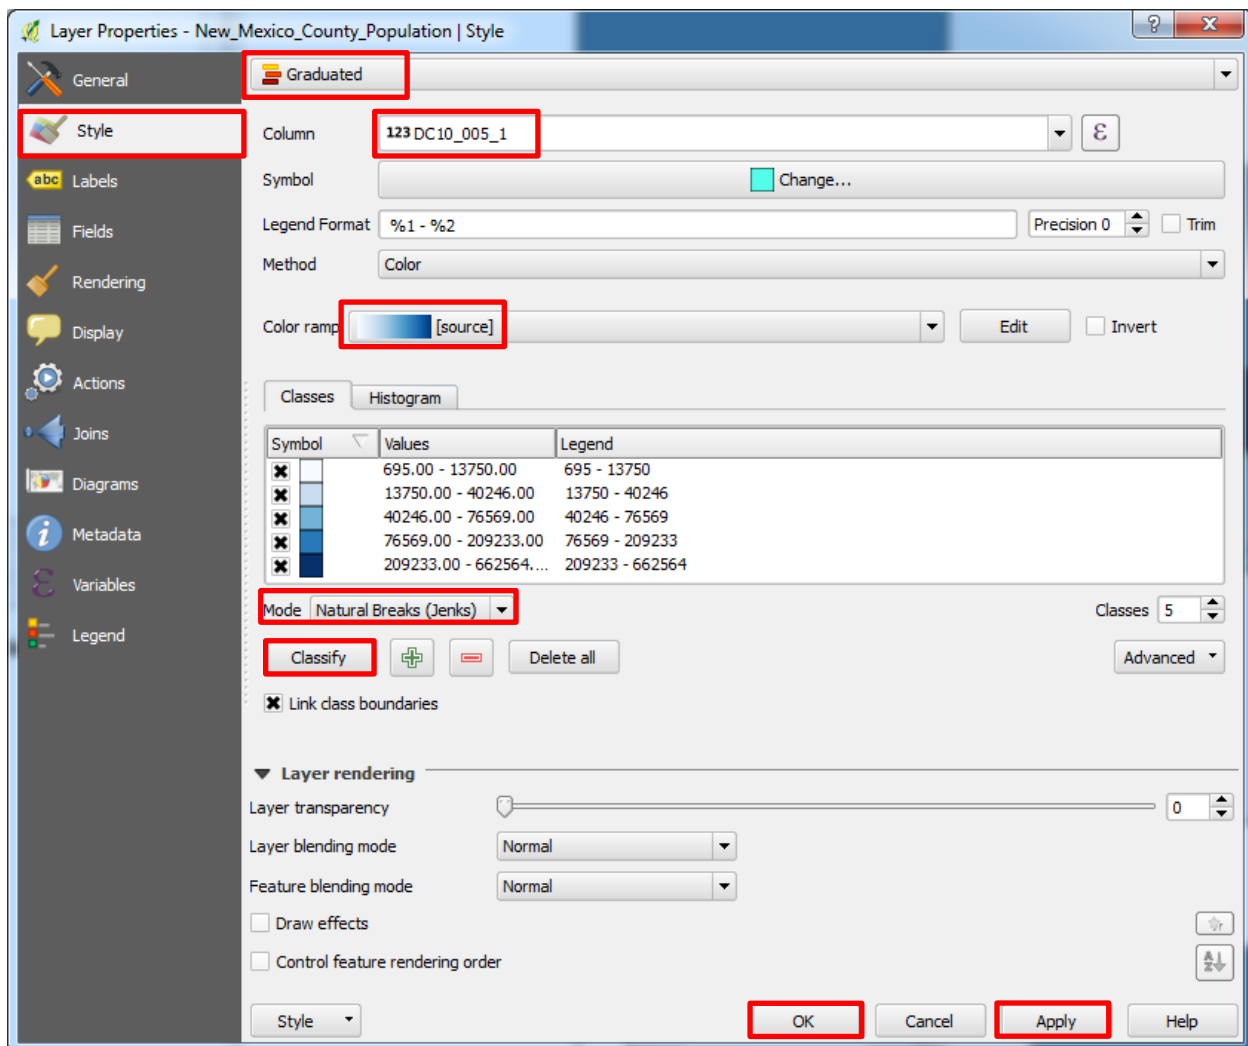 Layer Properties - New_Mexico_County_Population | Style
General
Style
Labels
Fields
Rendering
Display
Actions
Joins
Diagrams
Metadata
Variables
Legend
Graduated
Column 123 DC10_005_1 ε
Symbol Change...
Legend Format %1 - %2 Precision 0 Trim
Method Color
Color ramp [source] Edit Invert
Classes Histogram
Symbol Values Legend
695.00 - 13750.00 695 - 13750
13750.00 - 40246.00 13750 - 40246
40246.00 - 76569.00 40246 - 76569
76569.00 - 209233.00 76569 - 209233
209233.00 - 662564.... 209233 - 662564
Mode Natural Breaks (Jenks) Classes 5
Classify Delete all Advanced
Link class boundaries
Layer rendering
Layer transparency 0
Layer blending mode Normal
Feature blending mode Normal
Draw effects
Control feature rendering order
Style OK Cancel Apply Help